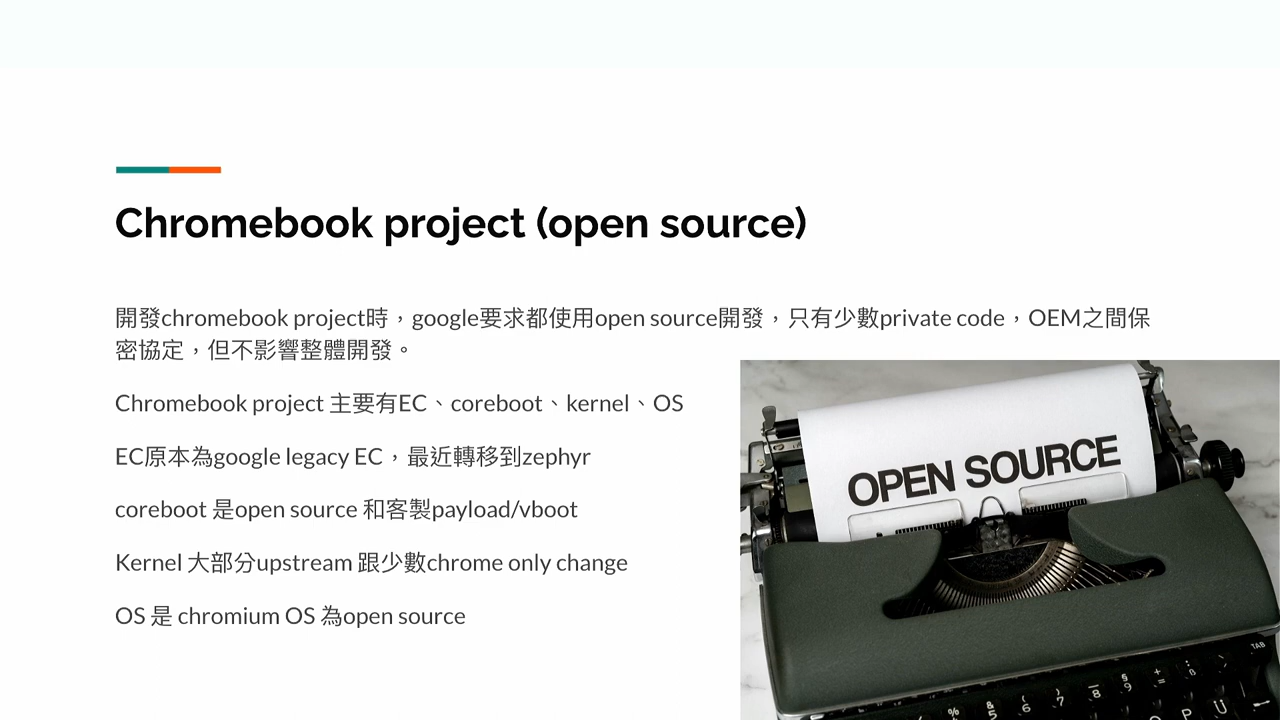 Chromebook project (open source)
開發chromebook project時，google要求都使用open source開發，只有少數private code，OEM之間保
密協定，但不影響整體開發。
Chromebook project 主要有EC、coreboot、kernel、OS
EC原本為google legacy EC，最近轉移到zephyr
coreboot 是open source 和客製payload/vboot
Kernel 大部分upstream 跟少數chrome only change
OS 是 chromium OS 為open source
OPEN SOURCE
TAB
% & ( ) _ § + :
5 6 7 8 9 = 
P Ü